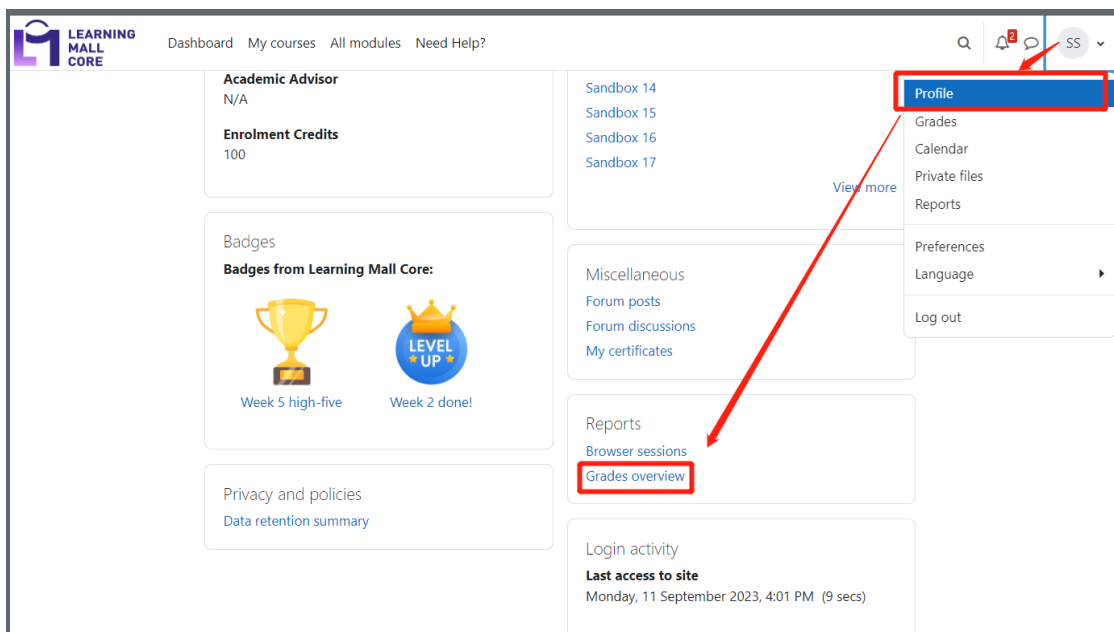 LEARNING
MALL
CORE
Dashboard My courses All modules Need Help?
2
SS
Academic Advisor
N/A
Enrolment Credits
100
Badges
Badges from Learning Mall Core:
LEVEL
UP
Week 5 high-five
Week 2 done!
Privacy and policies
Data retention summary
Sandbox 14
Sandbox 15
Sandbox 16
Sandbox 17
View more
Miscellaneous
Forum posts
Forum discussions
My certificates
Reports
Browser sessions
Grades overview
Login activity
Last access to site
Monday, 11 September 2023, 4:01 PM (9 secs)
Profile
Grades
Calendar
Private files
Reports
Preferences
Language
Log out